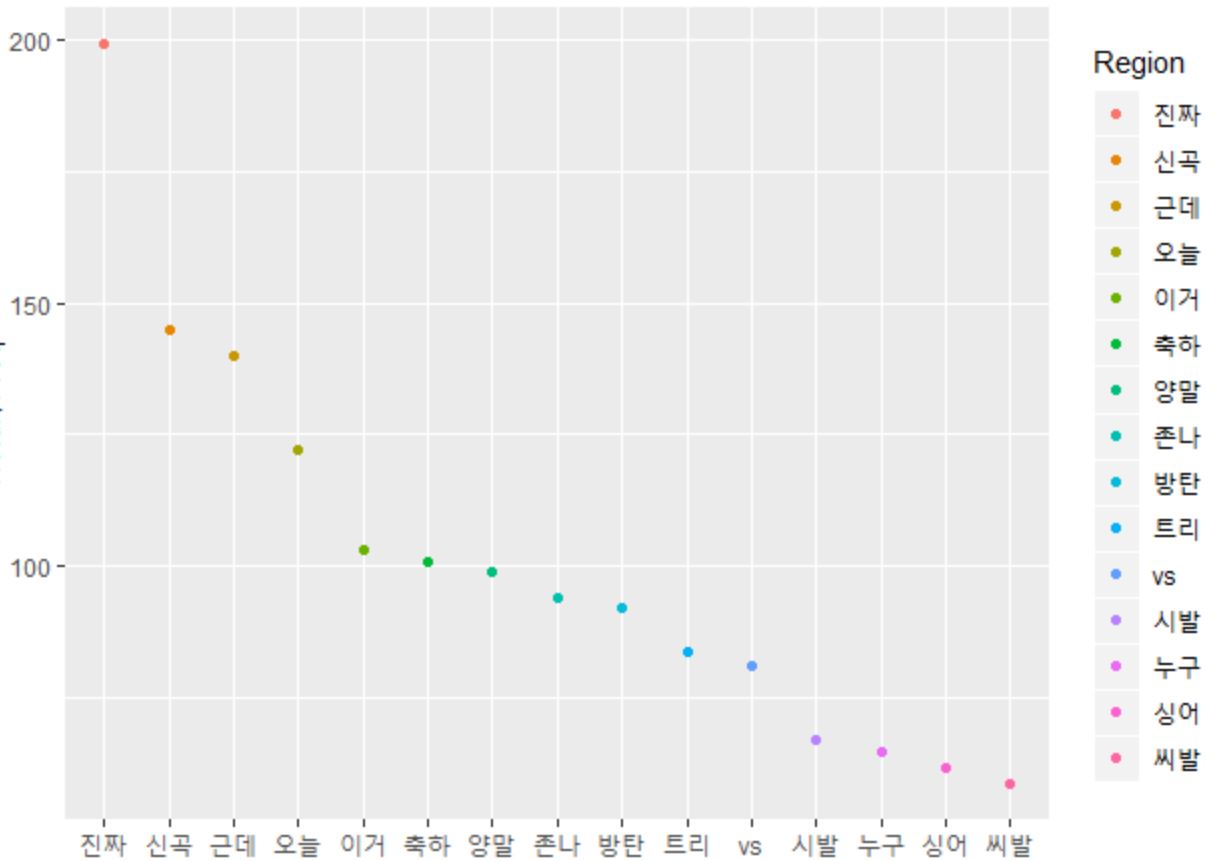 200
150
100
진짜 신곡 근데 오늘 이거 축하 양말 존나 방탄 트리 vs 시발 누구 싱어 씨발
Region
진짜
신곡
근데
오늘
이거
축하
양말
존나
방탄
트리
vs
시발
누구
싱어
씨발